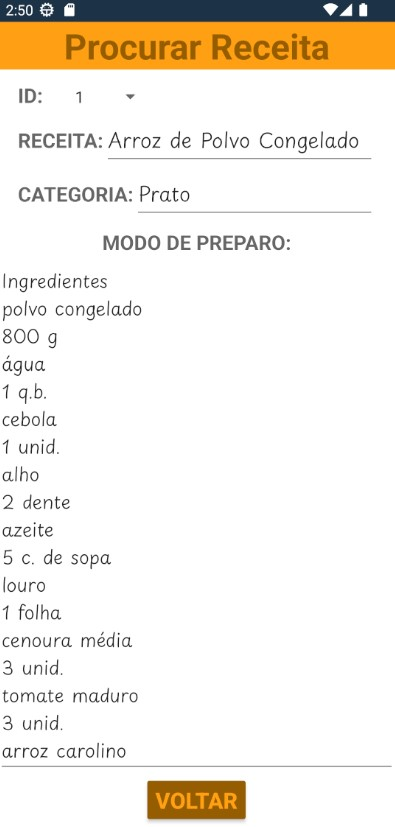 2:50
Procurar Receita
ID: 1
RECEITA: Arroz de Polvo Congelado
CATEGORIA: Prato
MODO DE PREPARO:
Ingredientes
polvo congelado
800 g
água
1 q.b.
cebola
1 unid.
alho
2 dente
azeite
5 c. de sopa
louro
1 folha
cenoura média
3 unid.
tomate maduro
3 unid.
arroz carolino
VOLTAR